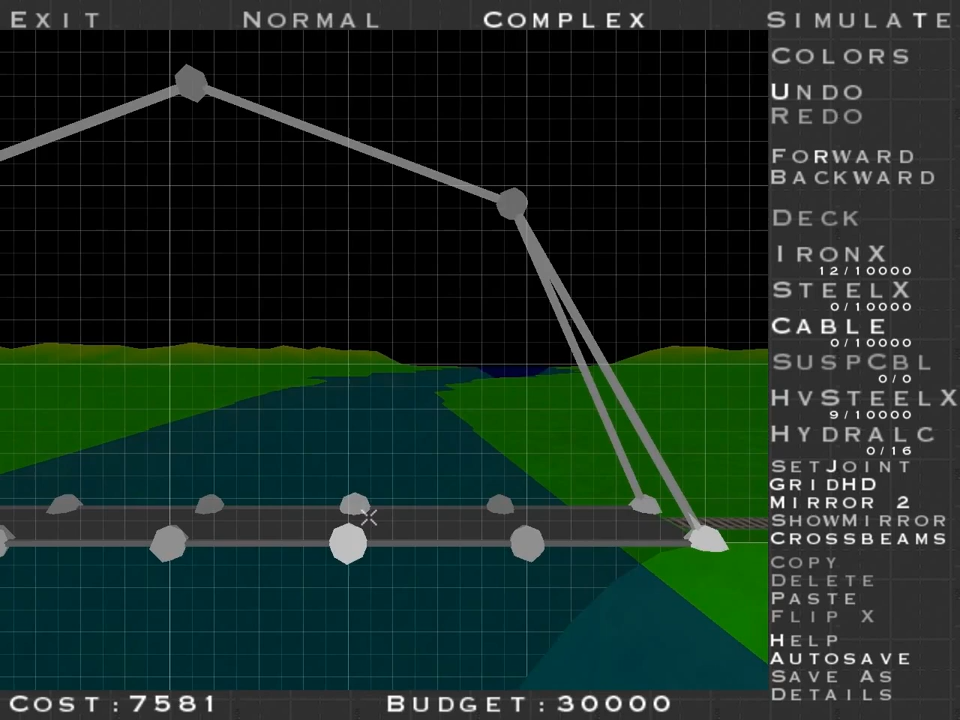 EXIT NORMAL COMPLEX SIMULATE
COLORS
UNDO
REDO
FORWARD
BACKWARD
DECK
IRONX
12/10000
STEELX
0/10000
CABLE
0/10000
SUSPCBL
0/0
HVSTEELX
9/10000
HYDRALC
0/16
SETJOINT
GRIDHD
MIRROR 2
SHOWMIRROR
CROSSBEAMS
COPY
DELETE
PASTE
FLIP X
HELP
AUTOSAVE
SAVE AS
DETAILS
COST:7581 BUDGET:30000